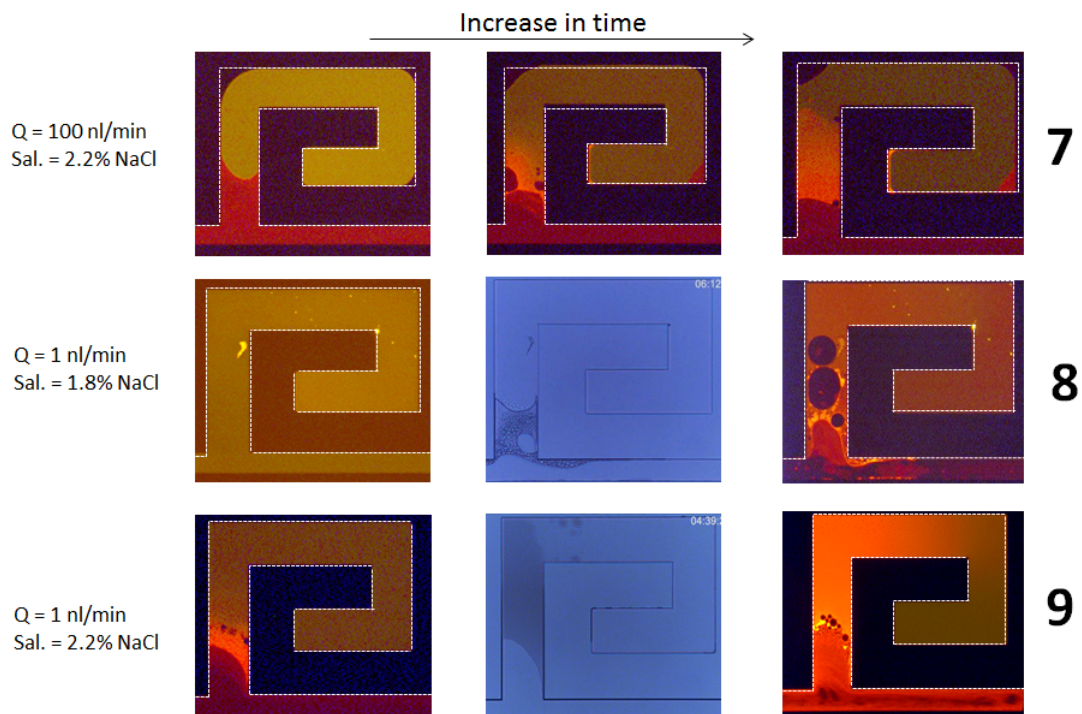 Increase in time
Q = 100 nl/min
Sal. = 2.2% NaCl
7
06:12
Q = 1 nl/min
Sal. = 1.8% NaCl
8
04:39:2
Q = 1 nl/min
Sal. = 2.2% NaCl
9